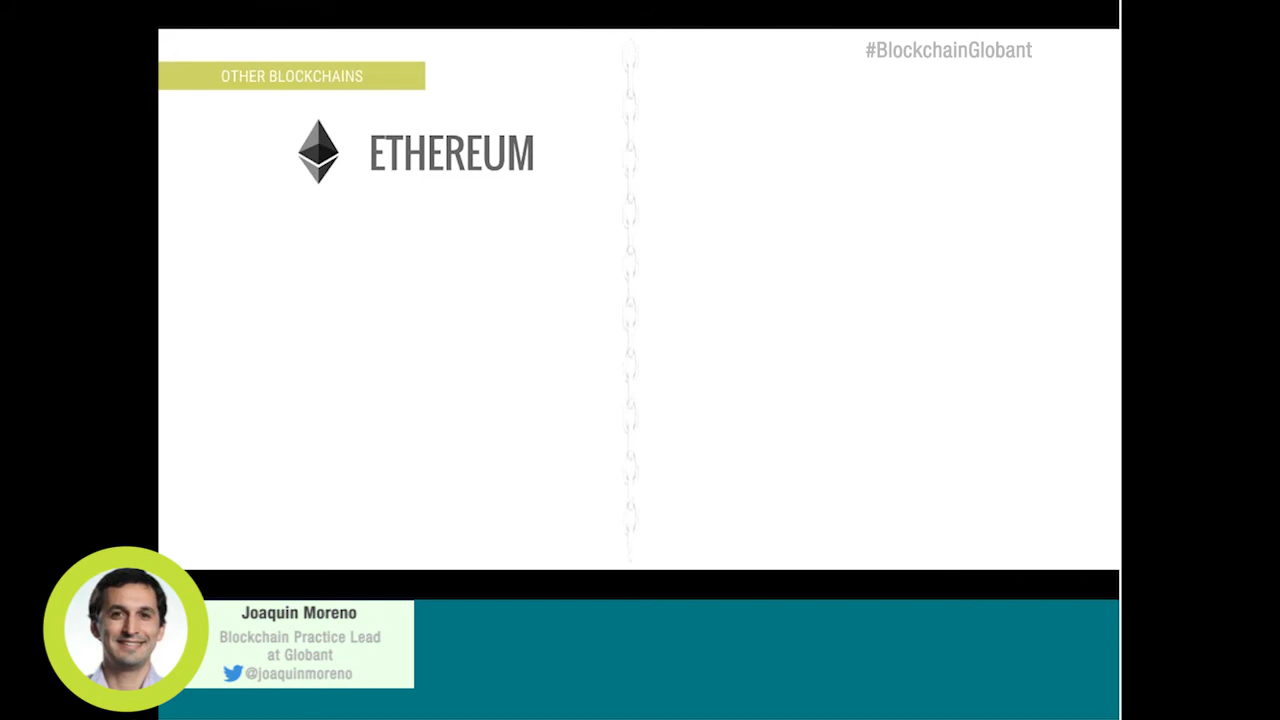 #BlockchainGlobant
OTHER BLOCKCHAINS
ETHEREUM
Joaquin Moreno
Blockchain Practice Lead
at Globant
@joaquinmoreno